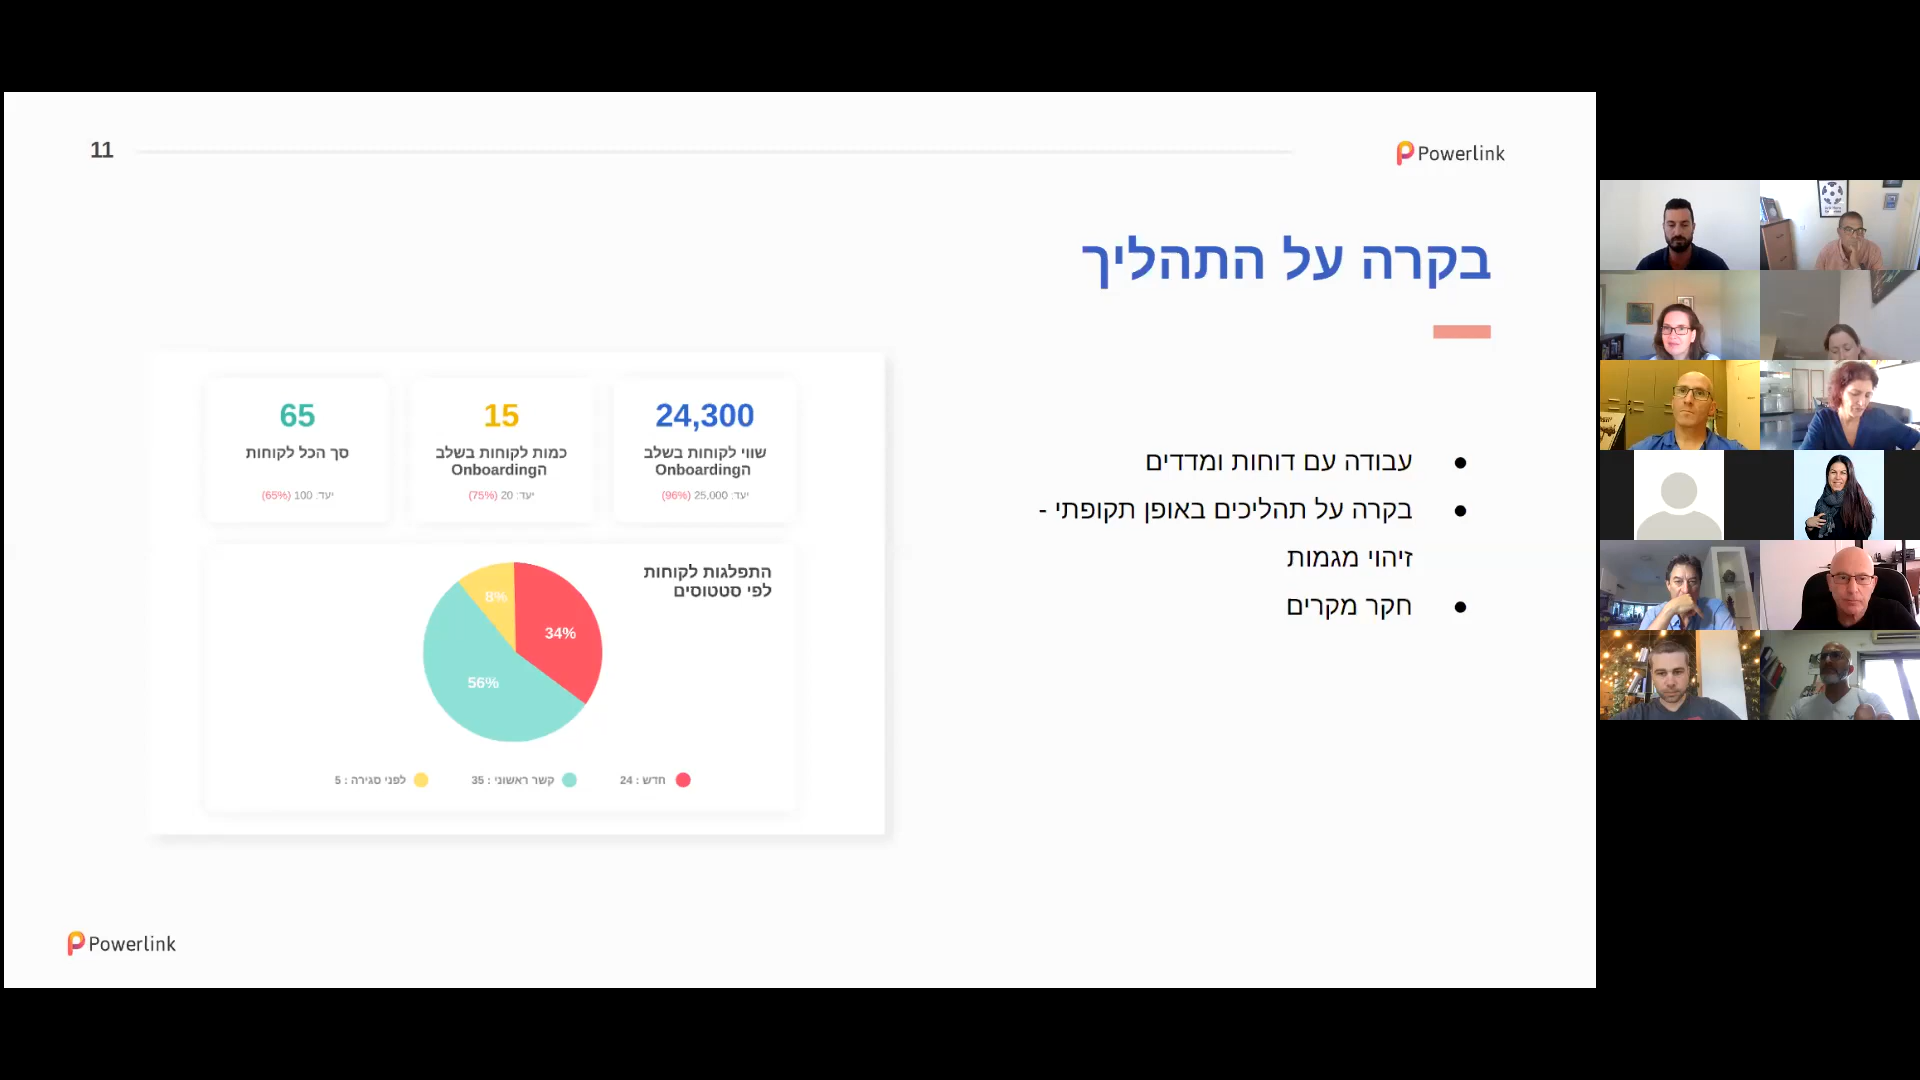 11
Powerlink
בקרה על התהליך
● עבודה עם דוחות ומדדים
● בקרה על תהליכים באופן תקופתי -
זיהוי מגמות
● חקר מקרים
24,300
שווי לקוחות בשלב
הOnboarding
יעד: 25,000 (96%)
15
כמות לקוחות בשלב
הOnboarding
יעד: 20 (75%)
65
סך הכל לקוחות
יעד: 100 (65%)
התפלגות לקוחות
לפי סטטוסים
8%
34%
56%
חדש : 24
קשר ראשוני : 35
לפני סגירה : 5
Powerlink